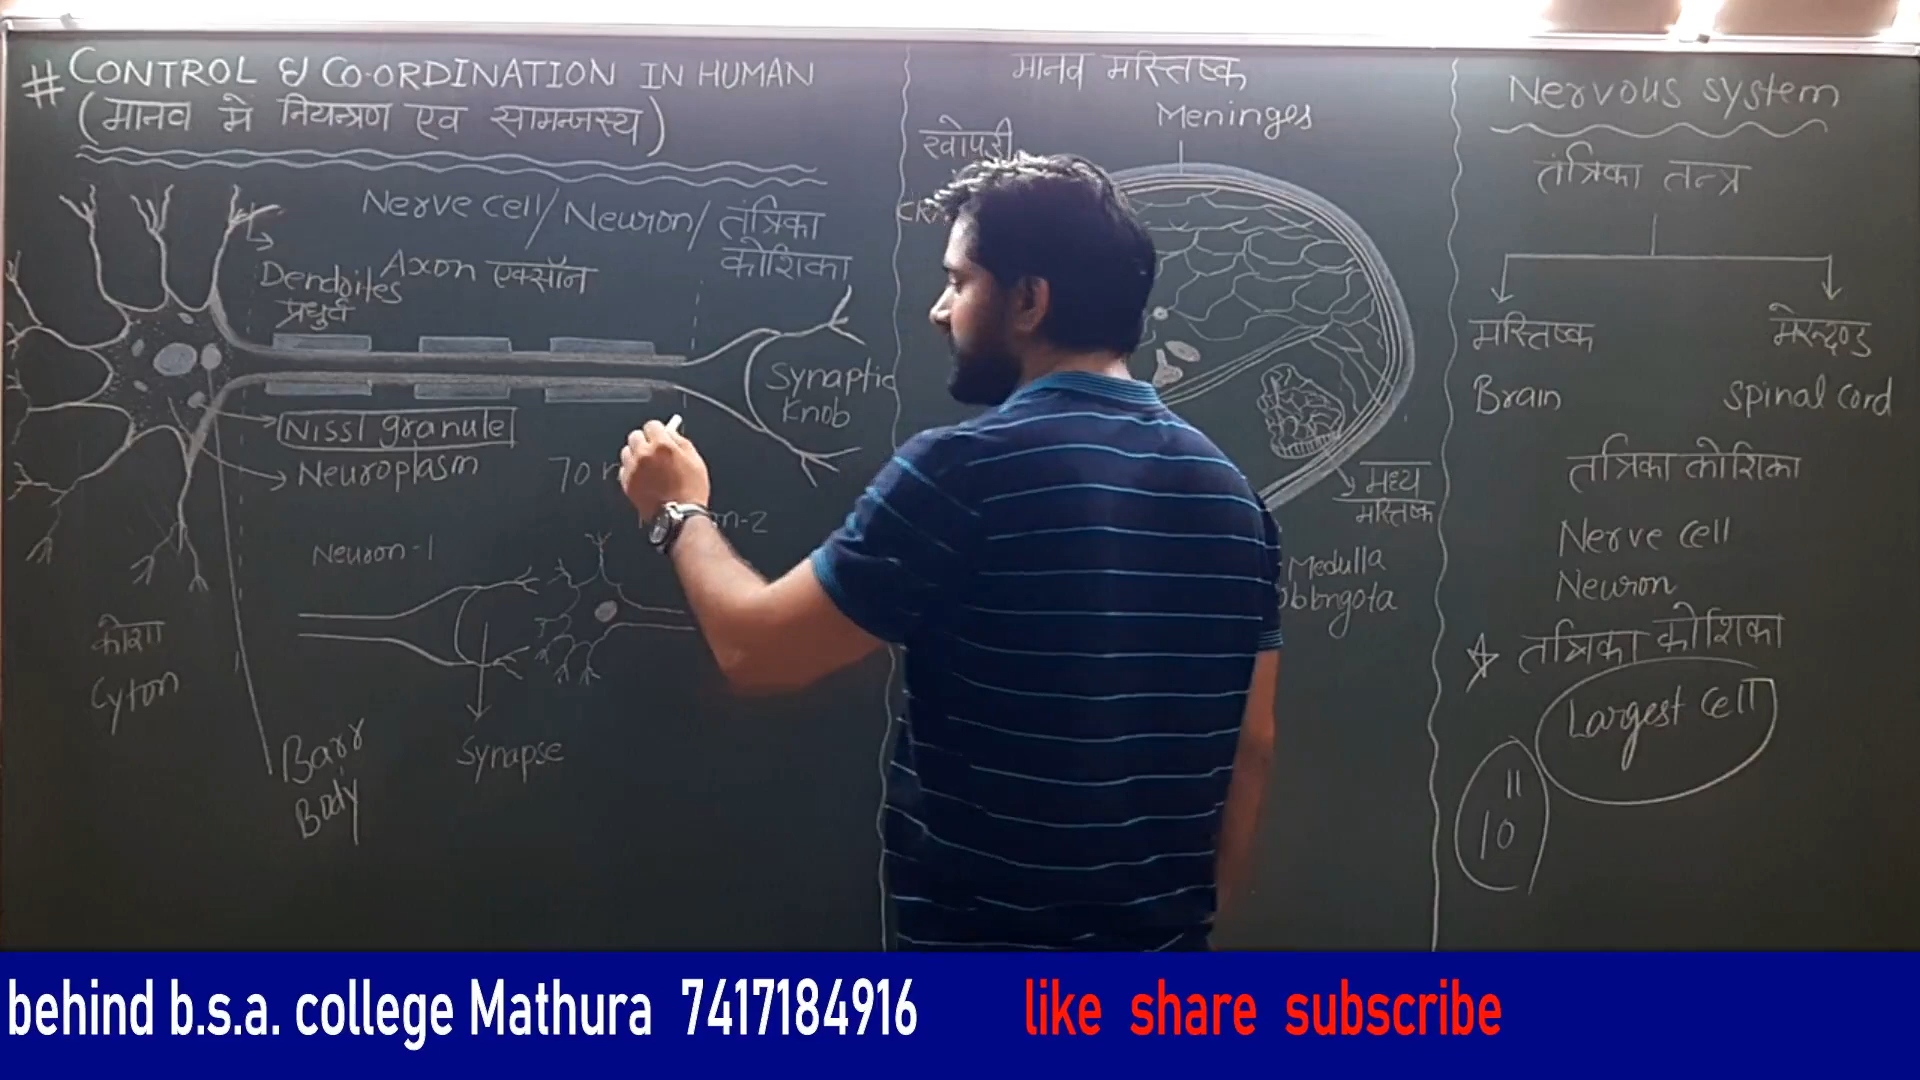 # CONTROL & CO-ORDINATION IN HUMAN
(मानव मे नियन्त्रण एव सामन्जस्य)
Nerve cell/Neuron/ तंत्रिका
कोशिका
Dendrites
प्रधुर्व
Axon एक्सॉन
Synaptic
Knob
Nissl granule
Neuroplasm
70
Neuron-1
n-2
कोशा
Cyton
Synapse
Barr
Body
मानव मस्तिष्क
Meninges
खोपड़ी
मध्य
मस्तिष्क
Medulla
Nervous system
तंत्रिका तन्त्र
मस्तिष्क
Brain
मेरुदण्ड
Spinal cord
तंत्रिका कोशिका
Nerve Cell
Neuron
तंत्रिका कोशिका
Largest Cell
11
10
behind b.s.a. college Mathura 7417184916 like share subscribe